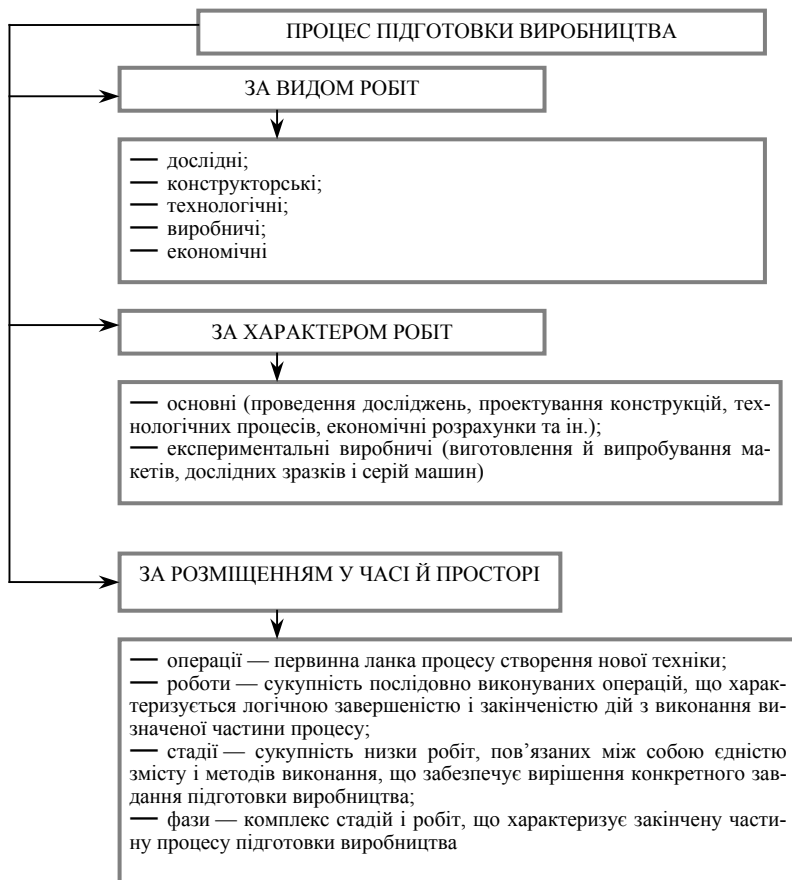 ПРОЦЕС ПІДГОТОВКИ ВИРОБНИЦТВА
ЗА ВИДОМ РОБІТ
— дослідні;
— конструкторські;
— технологічні;
— виробничі;
— економічні
ЗА ХАРАКТЕРОМ РОБІТ
— основні (проведення досліджень, проектування конструкцій, тех-
нологічних процесів, економічні розрахунки та ін.);
— експериментальні виробничі (виготовлення й випробування ма-
кетів, дослідних зразків і серій машин)
ЗА РОЗМІЩЕННЯМ У ЧАСІ Й ПРОСТОРІ
— операції — первинна ланка процесу створення нової техніки;
— роботи — сукупність послідовно виконуваних операцій, що харак-
теризується логічною завершеністю і закінченістю дій з виконання ви-
значеної частини процесу;
— стадії — сукупність низки робіт, пов’язаних між собою єдністю
змісту і методів виконання, що забезпечує вирішення конкретного зав-
дання підготовки виробництва;
— фази — комплекс стадій і робіт, що характеризує закінчену части-
ну процесу підготовки виробництва